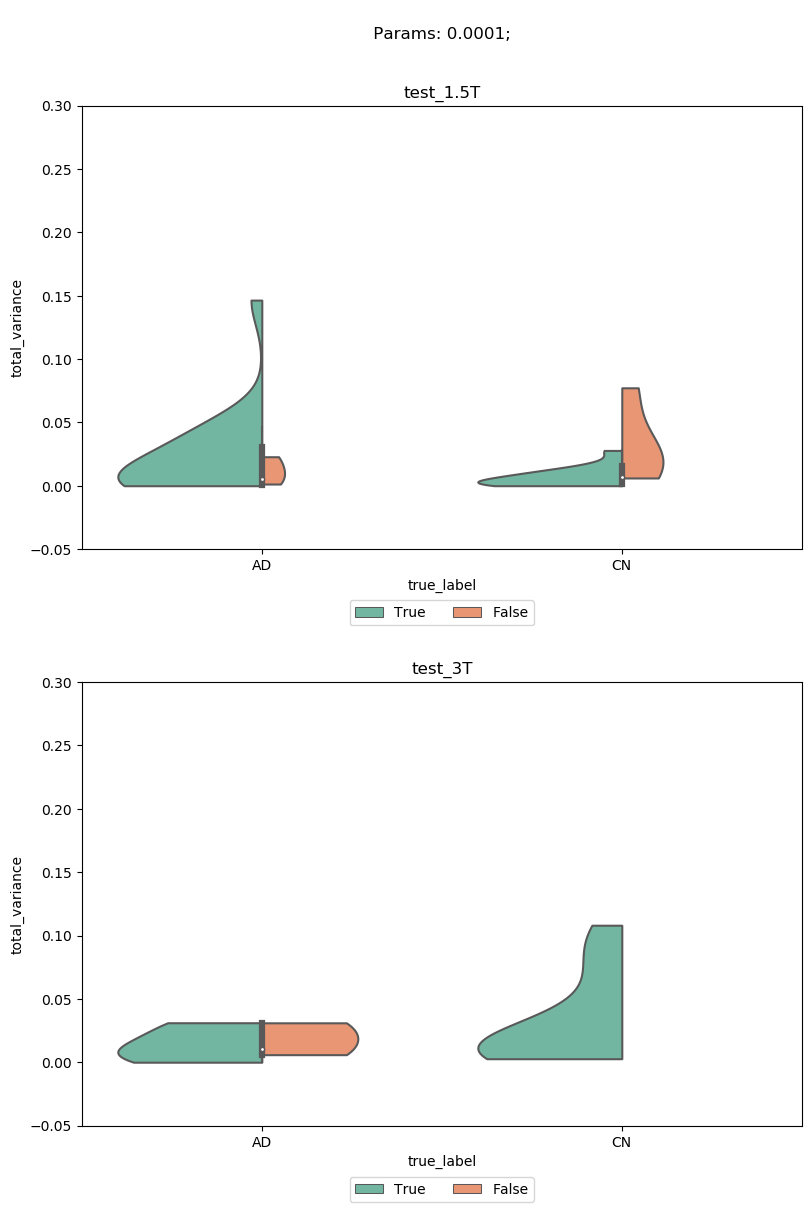 Params: 0.0001;
test_1.5T
0.30
0.25
0.20
0.15
0.10
0.05
0.00
−0.05
total_variance
AD
CN
true_label
True
False
test_3T
0.30
0.25
0.20
0.15
0.10
0.05
0.00
−0.05
total_variance
AD
CN
true_label
True
False